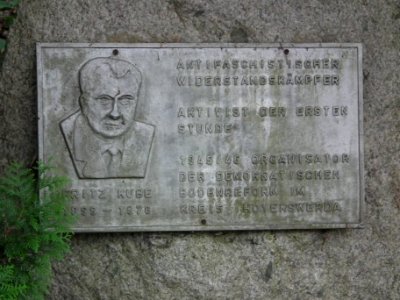 ANTIFASCHISTISCHER
WIDERSTANDSKÄMPFER
AKTIVIST DER ERSTEN
STUNDE
1945/46 ORGANISATOR
DER DEMOKRATISCHEN
BODENREFORM IM
KREIS HOYERSWERDA
FRITZ KUBE